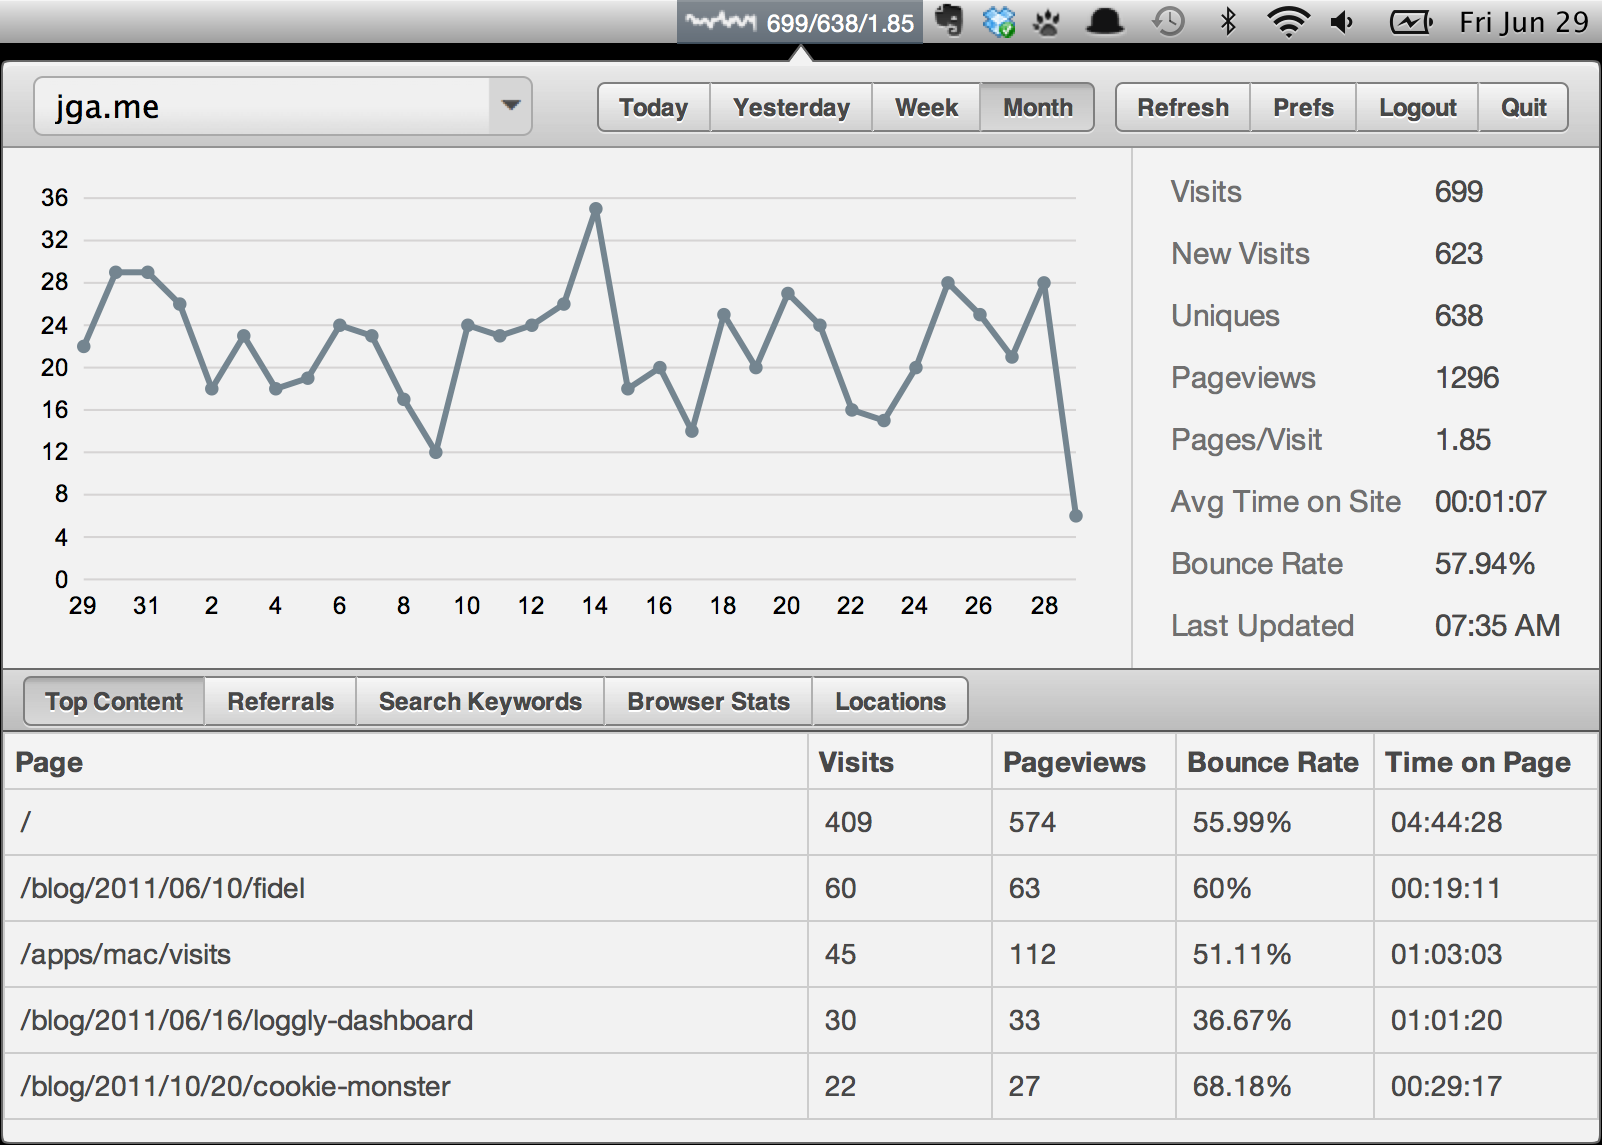 699/638/1.85 Fri Jun 29
jga.me Today Yesterday Week Month Refresh Prefs Logout Quit
36
32
28
24
20
16
12
8
4
0
29 31 2 4 6 8 10 12 14 16 18 20 22 24 26 28
Visits 699
New Visits 623
Uniques 638
Pageviews 1296
Pages/Visit 1.85
Avg Time on Site 00:01:07
Bounce Rate 57.94%
Last Updated 07:35 AM
Top Content Referrals Search Keywords Browser Stats Locations
Page Visits Pageviews Bounce Rate Time on Page
/ 409 574 55.99% 04:44:28
/blog/2011/06/10/fidel 60 63 60% 00:19:11
/apps/mac/visits 45 112 51.11% 01:03:03
/blog/2011/06/16/loggly-dashboard 30 33 36.67% 01:01:20
/blog/2011/10/20/cookie-monster 22 27 68.18% 00:29:17